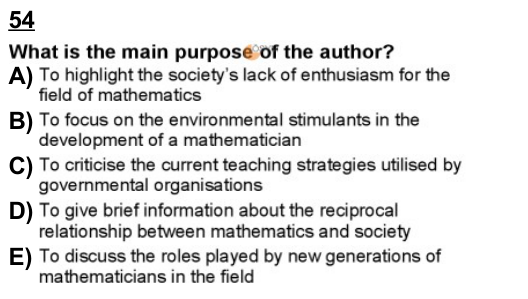 54
What is the main purpose of the author?
A) To highlight the society's lack of enthusiasm for the
field of mathematics
B) To focus on the environmental stimulants in the
development of a mathematician
C) To criticise the current teaching strategies utilised by
governmental organisations
D) To give brief information about the reciprocal
relationship between mathematics and society
E) To discuss the roles played by new generations of
mathematicians in the field